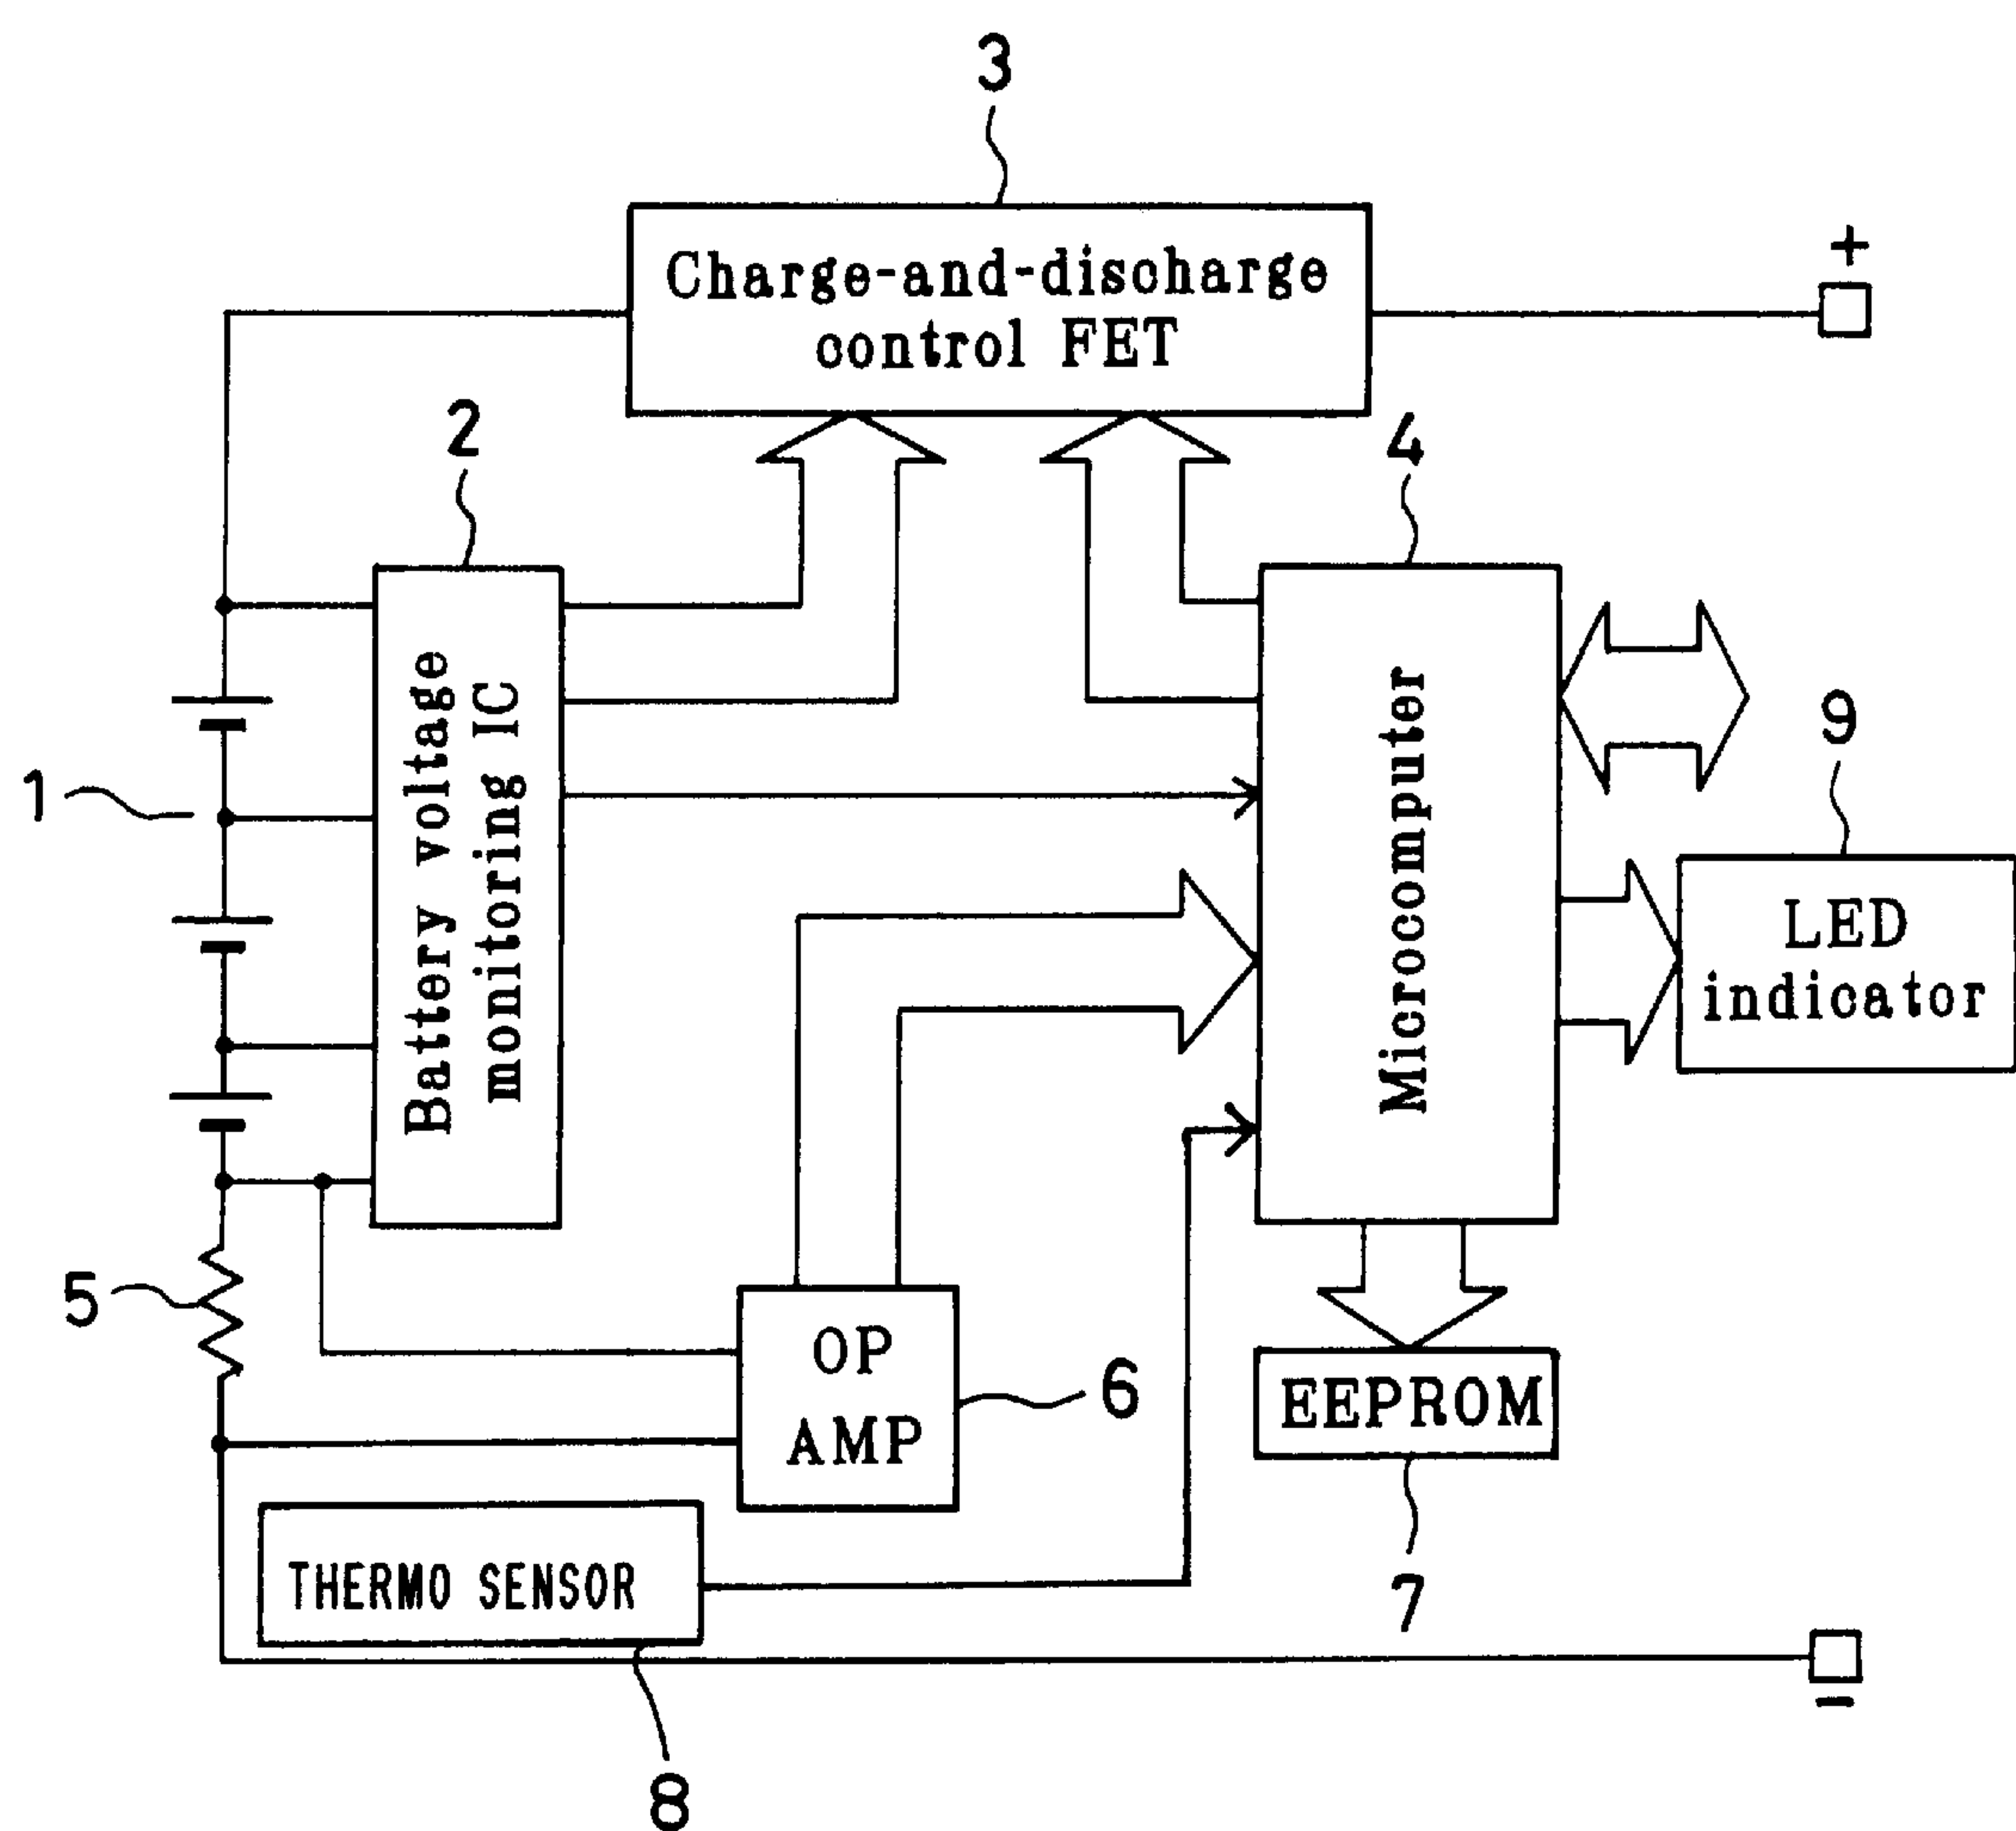 3
Charge-and-discharge
control FET
+
2
4
Battery voltage
monitoring IC
Microcomputer
1
9
LED
indicator
5
OP
AMP
6
EEPROM
7
THERMO SENSOR
8
−